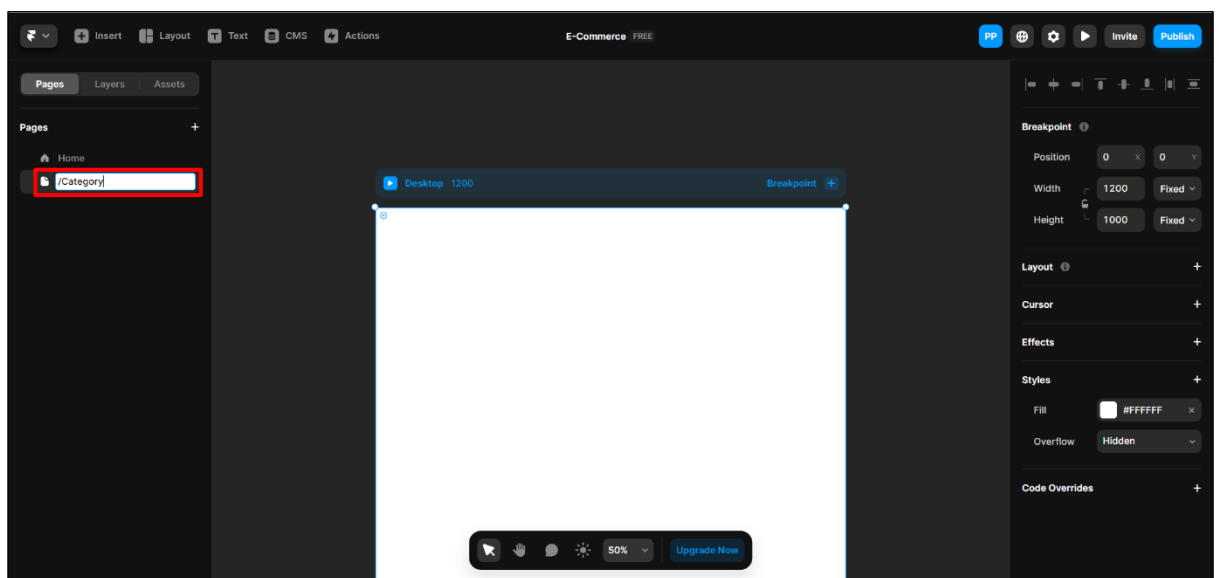 Insert Layout Text CMS Actions E-Commerce FREE PP Invite Publish
Pages Layers Assets
Pages +
Home
/Category
Desktop 1200 Breakpoint +
Breakpoint
Position 0 X 0 Y
Width 1200 Fixed
Height 1000 Fixed
Layout +
Cursor +
Effects +
Styles +
Fill #FFFFFF ×
Overflow Hidden
Code Overrides +
50% Upgrade Now